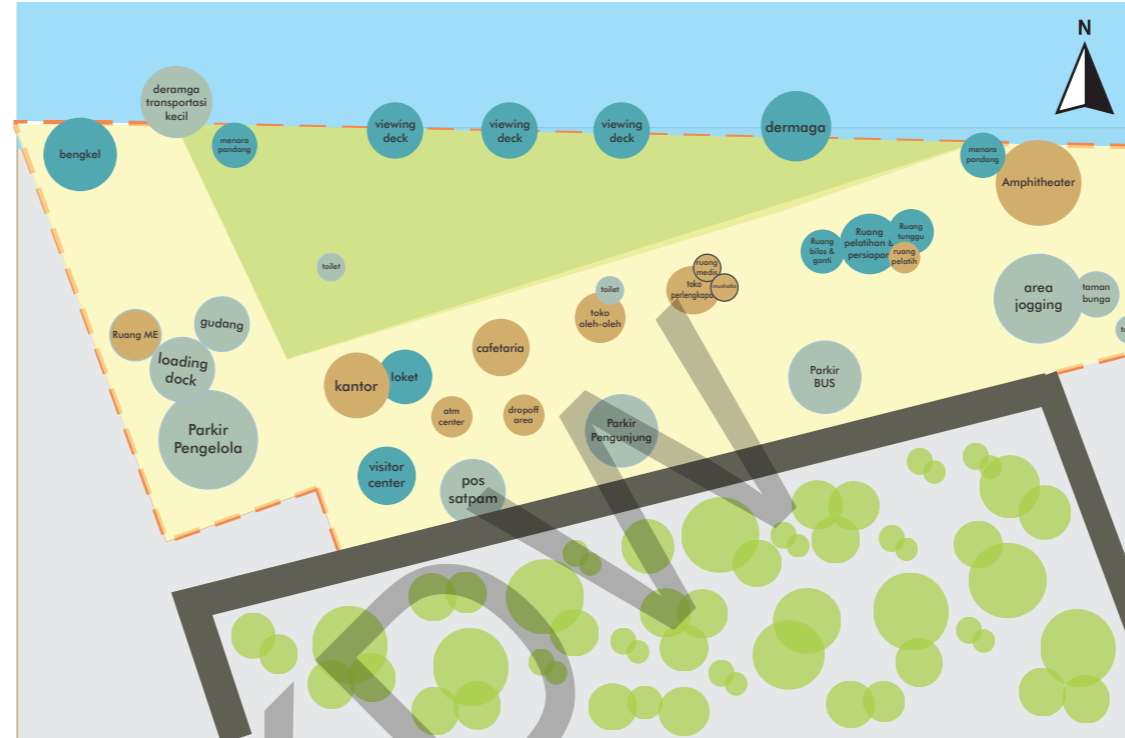 N
deramga
transportasi
kecil
bengkel
menara
pandang
viewing
deck
viewing
deck
viewing
deck
dermaga
menara
pandang
Amphitheater
toilet
Ruang
bilas &
ganti
Ruang
pelatihan &
persiapan
Ruang
tunggu
ruang
pelatih
ruang
medis
musholla
toko
perlengkapan
toilet
toko
oleh-oleh
area
jogging
taman
bunga
Ruang ME
gudang
loading
dock
Parkir
Pengelola
kantor
loket
cafetaria
atm
center
dropoff
area
Parkir
Pengunjung
Parkir
BUS
visitor
center
pos
satpam